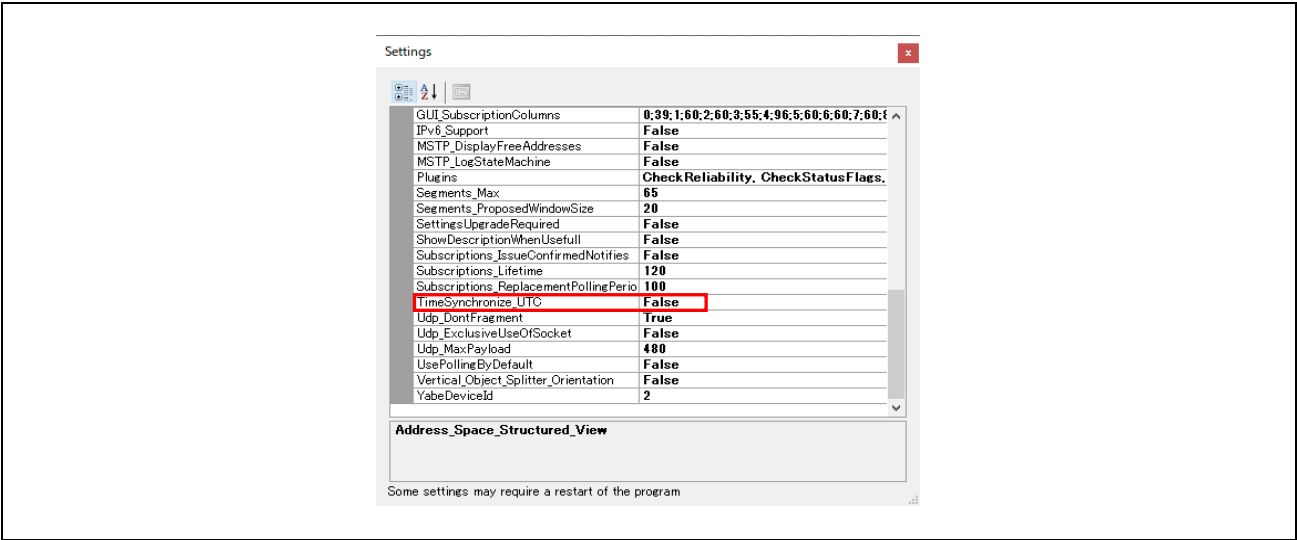 Settings
x
A
Z
GUI_SubscriptionColumns 0;39;1;60;2;60;3;55;4;96;5;60;6;60;7;60;8
IPv6_Support False
MSTP_DisplayFreeAddresses False
MSTP_LogStateMachine False
Plugins CheckReliability, CheckStatusFlags,
Segments_Max 65
Segments_ProposedWindowSize 20
SettingsUpgradeRequired False
ShowDescriptionWhenUsefull False
Subscriptions_IssueConfirmedNotifies False
Subscriptions_Lifetime 120
Subscriptions_ReplacementPollingPerio 100
TimeSynchronize_UTC False
Udp_DontFragment True
Udp_ExclusiveUseOfSocket False
Udp_MaxPayload 480
UsePollingByDefault False
Vertical_Object_Splitter_Orientation False
YabeDeviceId 2
Address_Space_Structured_View
Some settings may require a restart of the program